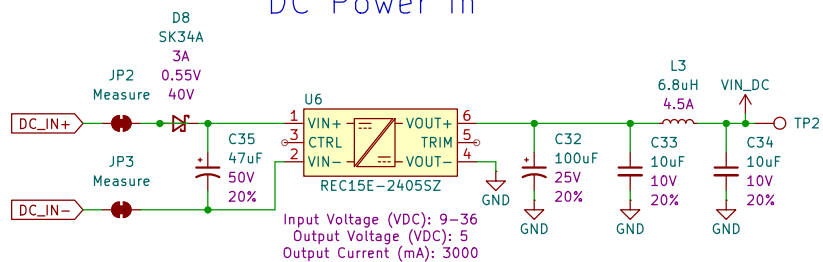 DC Power In
D8
SK34A
3A
0.55V
40V
JP2
Measure
DC_IN+
JP3
Measure
DC_IN-
C35
47uF
50V
20%
U6
1 VIN+ VOUT+ 6
3 CTRL TRIM 5
2 VIN- VOUT- 4
REC15E-2405SZ
Input Voltage (VDC): 9-36
Output Voltage (VDC): 5
Output Current (mA): 3000
GND
C32
100uF
25V
20%
GND
L3
6.8uH
4.5A
C33
10uF
10V
20%
GND
VIN_DC
TP2
C34
10uF
10V
20%
GND